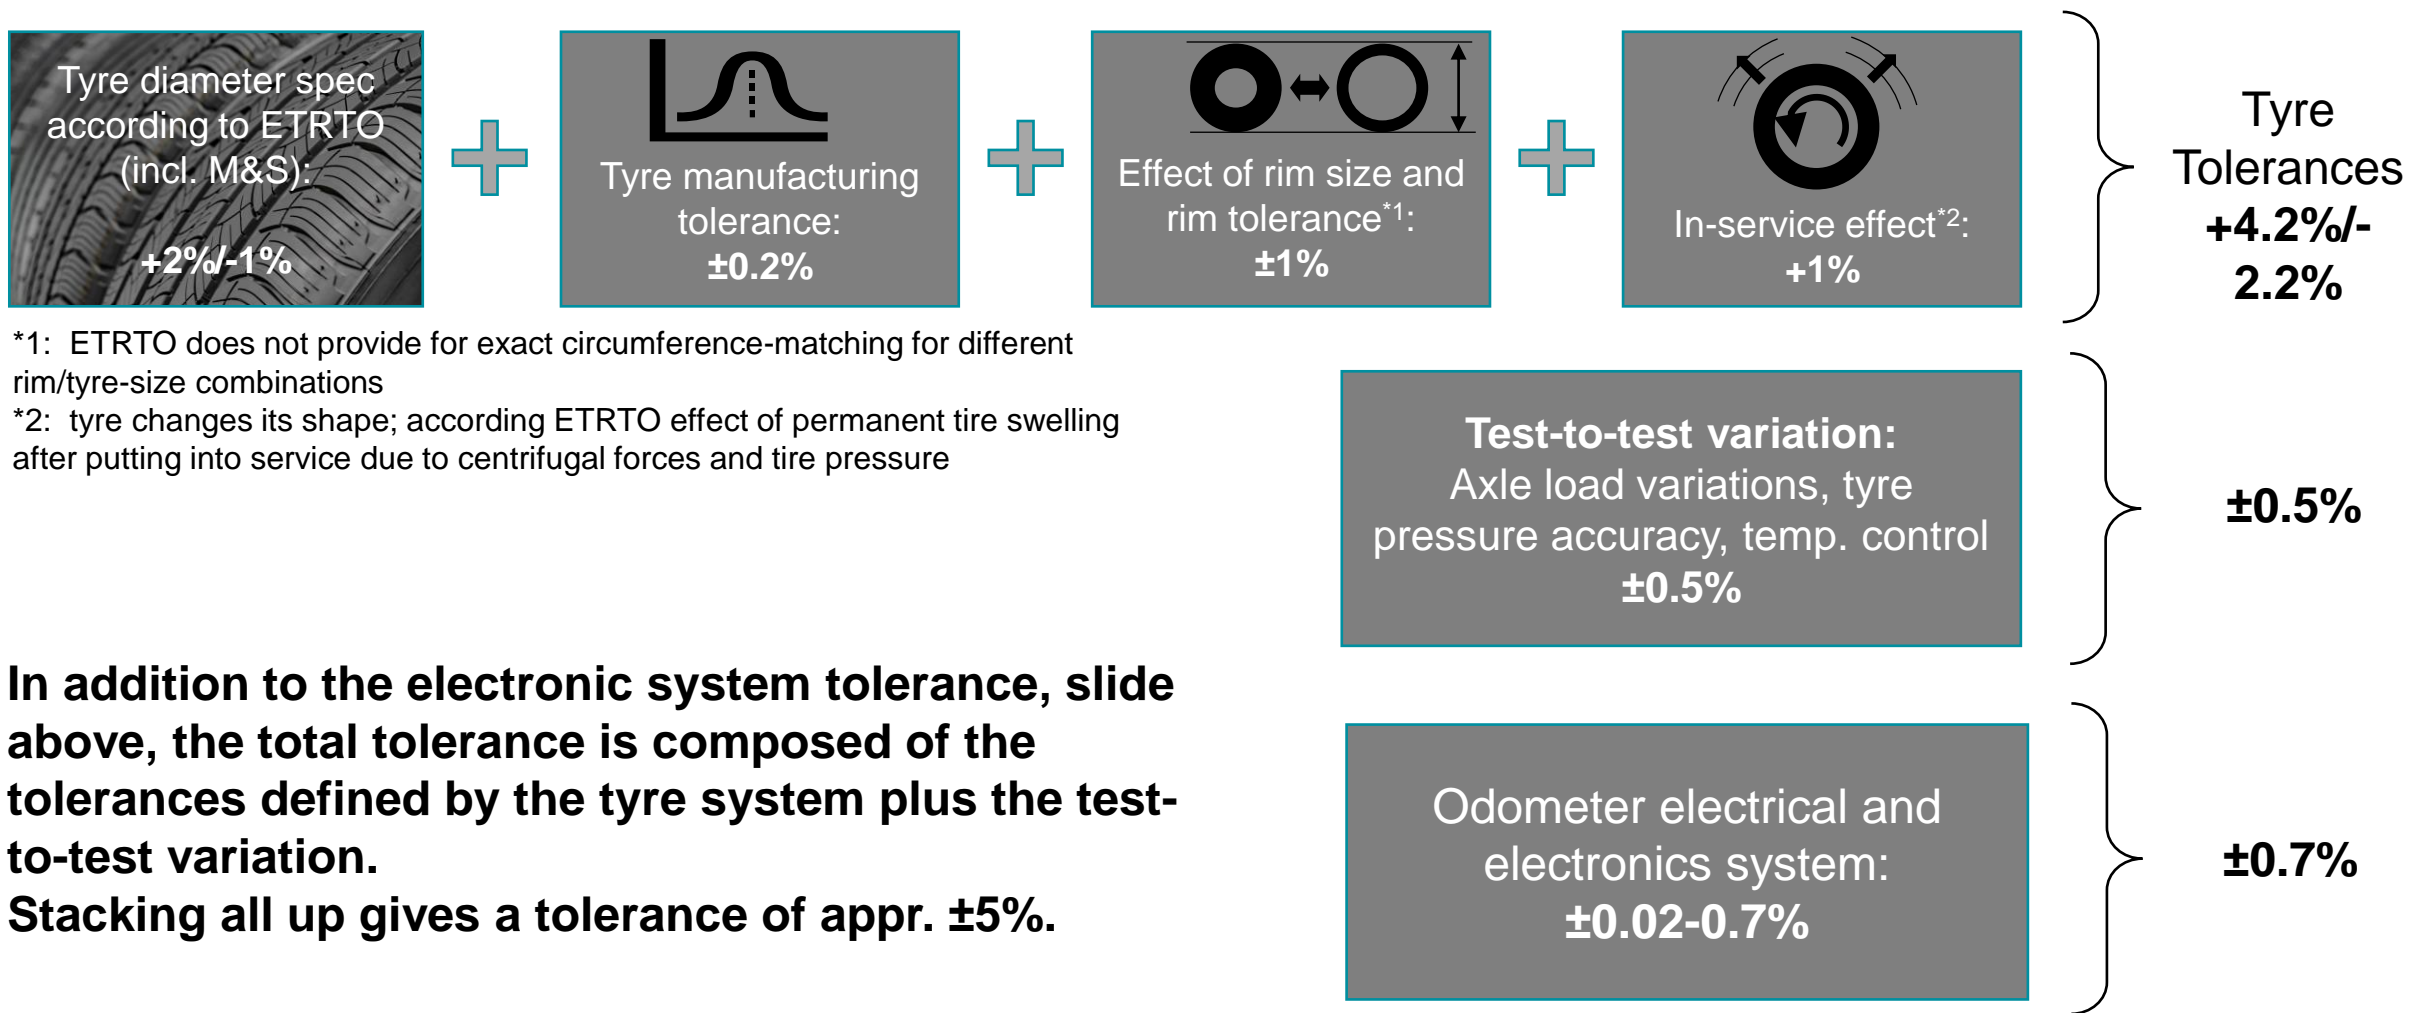 Tyre diameter spec
according to ETRTO
(incl. M&S):
+2%/-1%
Tyre manufacturing
tolerance:
±0.2%
Effect of rim size and
rim tolerance*1:
±1%
In-service effect*2:
+1%
Tyre
Tolerances
+4.2%/-
2.2%
*1:  ETRTO does not provide for exact circumference-matching for different
rim/tyre-size combinations
*2:  tyre changes its shape; according ETRTO effect of permanent tire swelling
after putting into service due to centrifugal forces and tire pressure
Test-to-test variation:
Axle load variations, tyre
pressure accuracy, temp. control
±0.5%
±0.5%
In addition to the electronic system tolerance, slide
above, the total tolerance is composed of the
tolerances defined by the tyre system plus the test-
to-test variation.
Stacking all up gives a tolerance of appr. ±5%.
Odometer electrical and
electronics system:
±0.02-0.7%
±0.7%